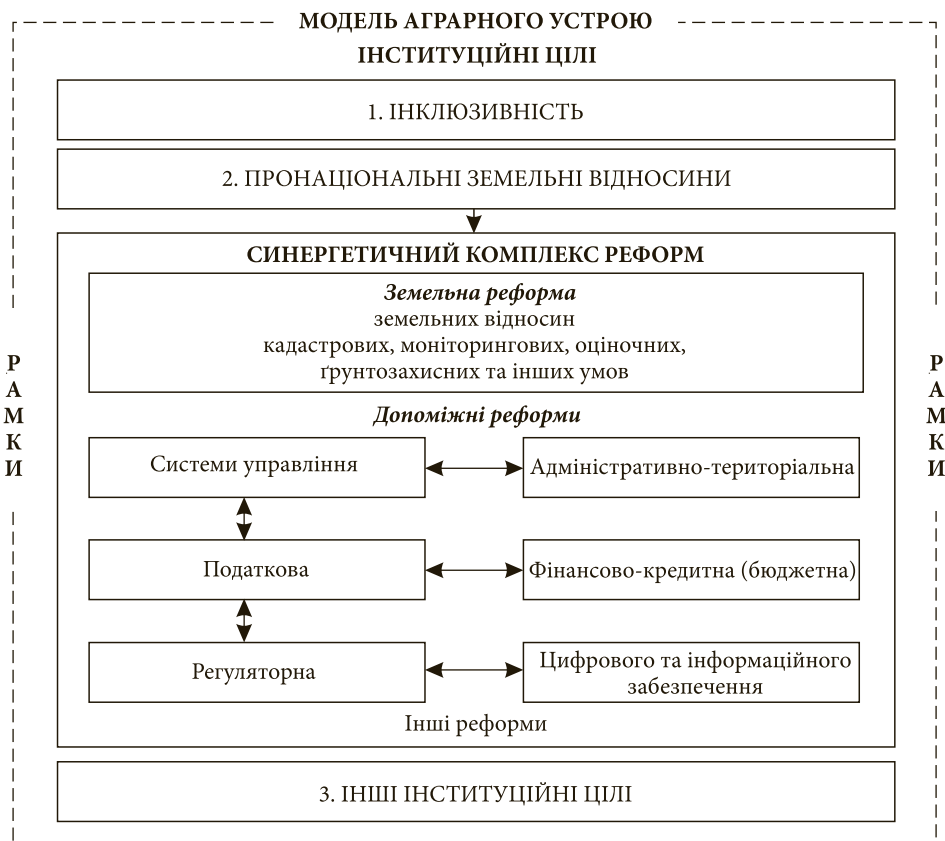 МОДЕЛЬ АГРАРНОГО УСТРОЮ
ІНСТИТУЦІЙНІ ЦІЛІ
1. ІНКЛЮЗИВНІСТЬ
2. ПРОНАЦІОНАЛЬНІ ЗЕМЕЛЬНІ ВІДНОСИНИ
СИНЕРГЕТИЧНИЙ КОМПЛЕКС РЕФОРМ
Земельна реформа
земельних відносин
кадастрових, моніторингових, оціночних,
ґрунтозахисних та інших умов
РАМКИ
РАМКИ
Допоміжні реформи
Системи управління
Адміністративно-територіальна
Податкова
Фінансово-кредитна (бюджетна)
Регуляторна
Цифрового та інформаційного
забезпечення
Інші реформи
3. ІНШІ ІНСТИТУЦІЙНІ ЦІЛІ